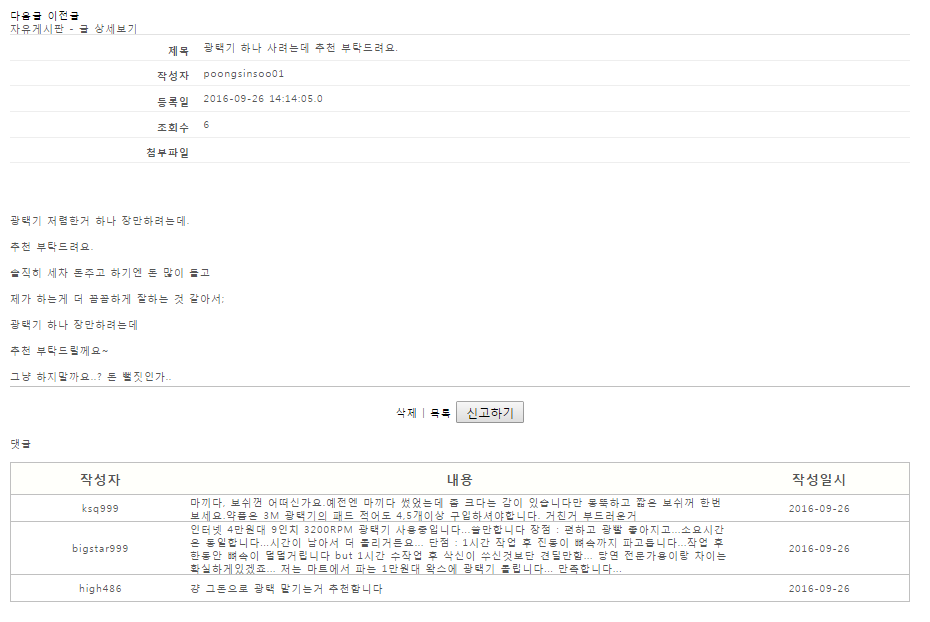 다음글 이전글
자유게시판 - 글 상세보기
제목 광택기 하나 사려는데 추천 부탁드려요.
작성자 poongsinsoo01
등록일 2016-09-26 14:14:05.0
조회수 6
첨부파일
광택기 저렴한거 하나 장만하려는데.
추천 부탁드려요.
솔직히 세차 돈주고 하기엔 돈 많이 들고
제가 하는게 더 꼼꼼하게 잘하는 것 같아서;
광택기 하나 장만하려는데
추천 부탁드릴께요~
그냥 하지말까요..? 돈 뻘짓인가..
삭제 | 목록 신고하기
댓글
작성자 내용 작성일시
ksq999 마끼다, 보쉬껀 어떠신가요.예전엔 마끼다 썼었는데 좀 크다는 감이 있습니다만 뭉뚝하고 짧은 보쉬꺼 한번 2016-09-26
보세요.약품은 3M 광택기의 패드 적어도 4,5개이상 구입하셔야합니다. 거친거 부드러운거
인터넷 4만원대 9인치 3200RPM 광택기 사용중입니다...쓸만합니다 장점 : 편하고 광빨 좋아지고...소요시간
은 동일합니다...시간이 남아서 더 돌리거든요... 단점 : 1시간 작업 후 진동이 뼈속까지 파고듭니다...작업 후
bigstar999 한동안 뼈속이 덜덜거립니다 but 1시간 수작업 후 삭신이 쑤신것보단 견딜만함... 당연 전문가용이랑 차이는 2016-09-26
확실하게있겠죠... 저는 마트에서 파는 1만원대 왁스에 광택기 돌립니다... 만족합니다...
high486 걍 그돈으로 광택 맡기는거 추천합니다 2016-09-26